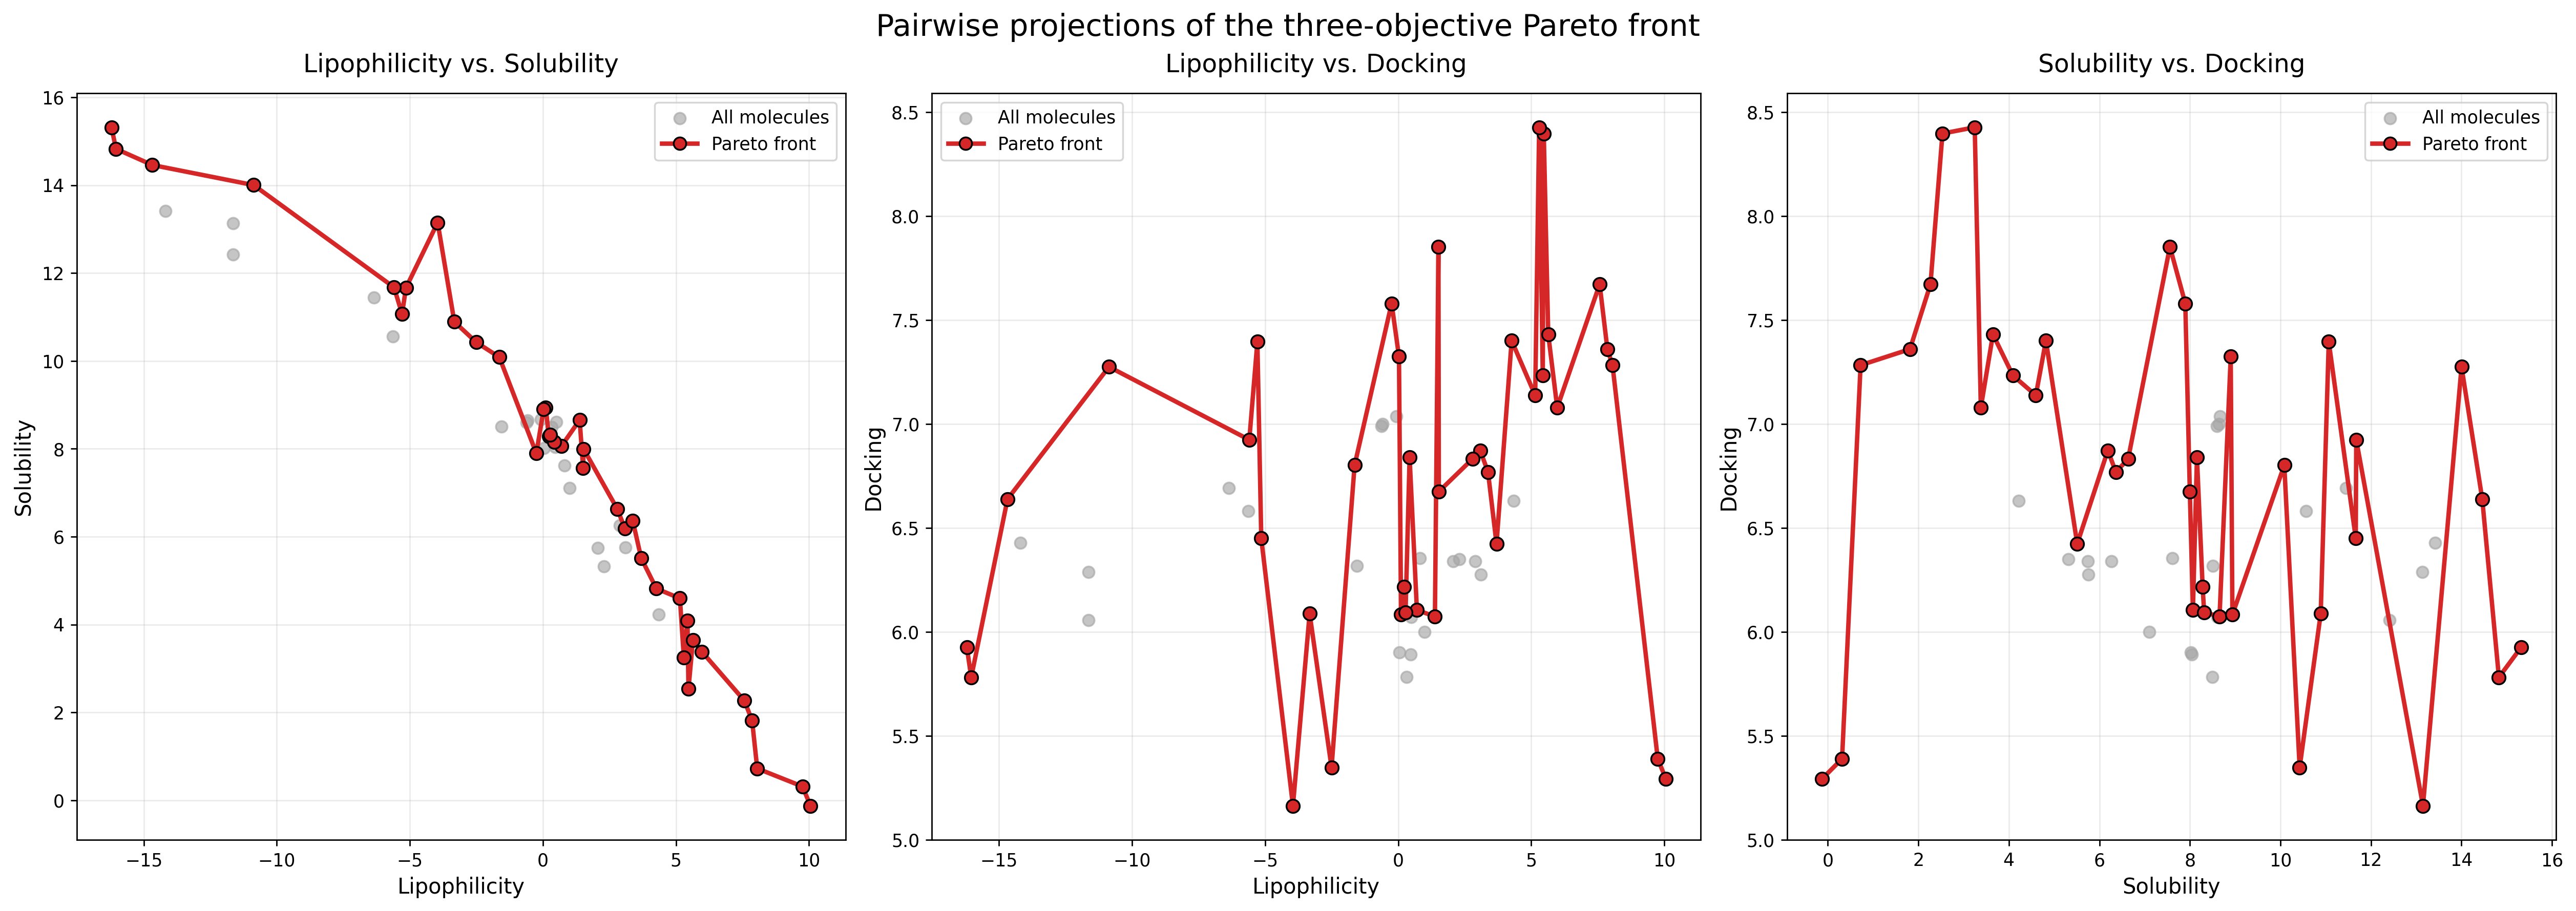 Pairwise projections of the three-objective Pareto front
Lipophilicity vs. Solubility
16
14
12
10
8
6
4
2
0
Solubility
−15
−10
−5
0
5
10
Lipophilicity
All molecules
Pareto front
Lipophilicity vs. Docking
8.5
8.0
7.5
7.0
6.5
6.0
5.5
5.0
Docking
−15
−10
−5
0
5
10
Lipophilicity
All molecules
Pareto front
Solubility vs. Docking
8.5
8.0
7.5
7.0
6.5
6.0
5.5
5.0
Docking
0
2
4
6
8
10
12
14
16
Solubility
All molecules
Pareto front